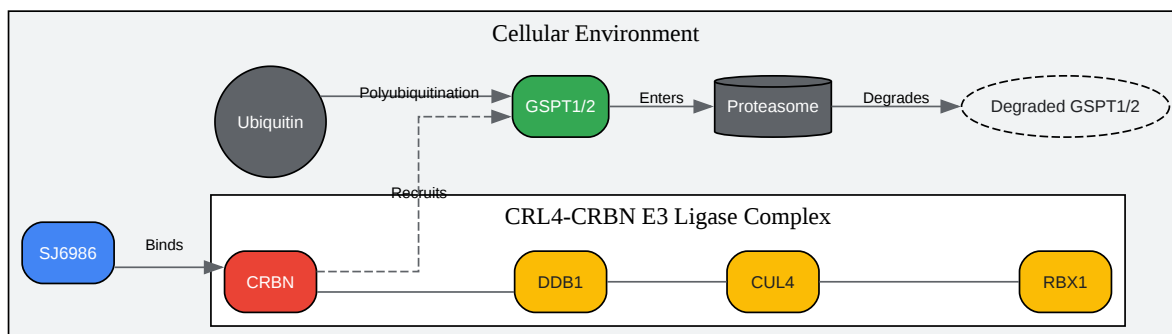 Cellular Environment
Ubiquitin
Polyubiquitination
GSPT1/2
Enters
Proteasome
Degrades
Degraded GSPT1/2
Recruits
CRL4-CRBN E3 Ligase Complex
SJ6986
Binds
CRBN
DDB1
CUL4
RBX1